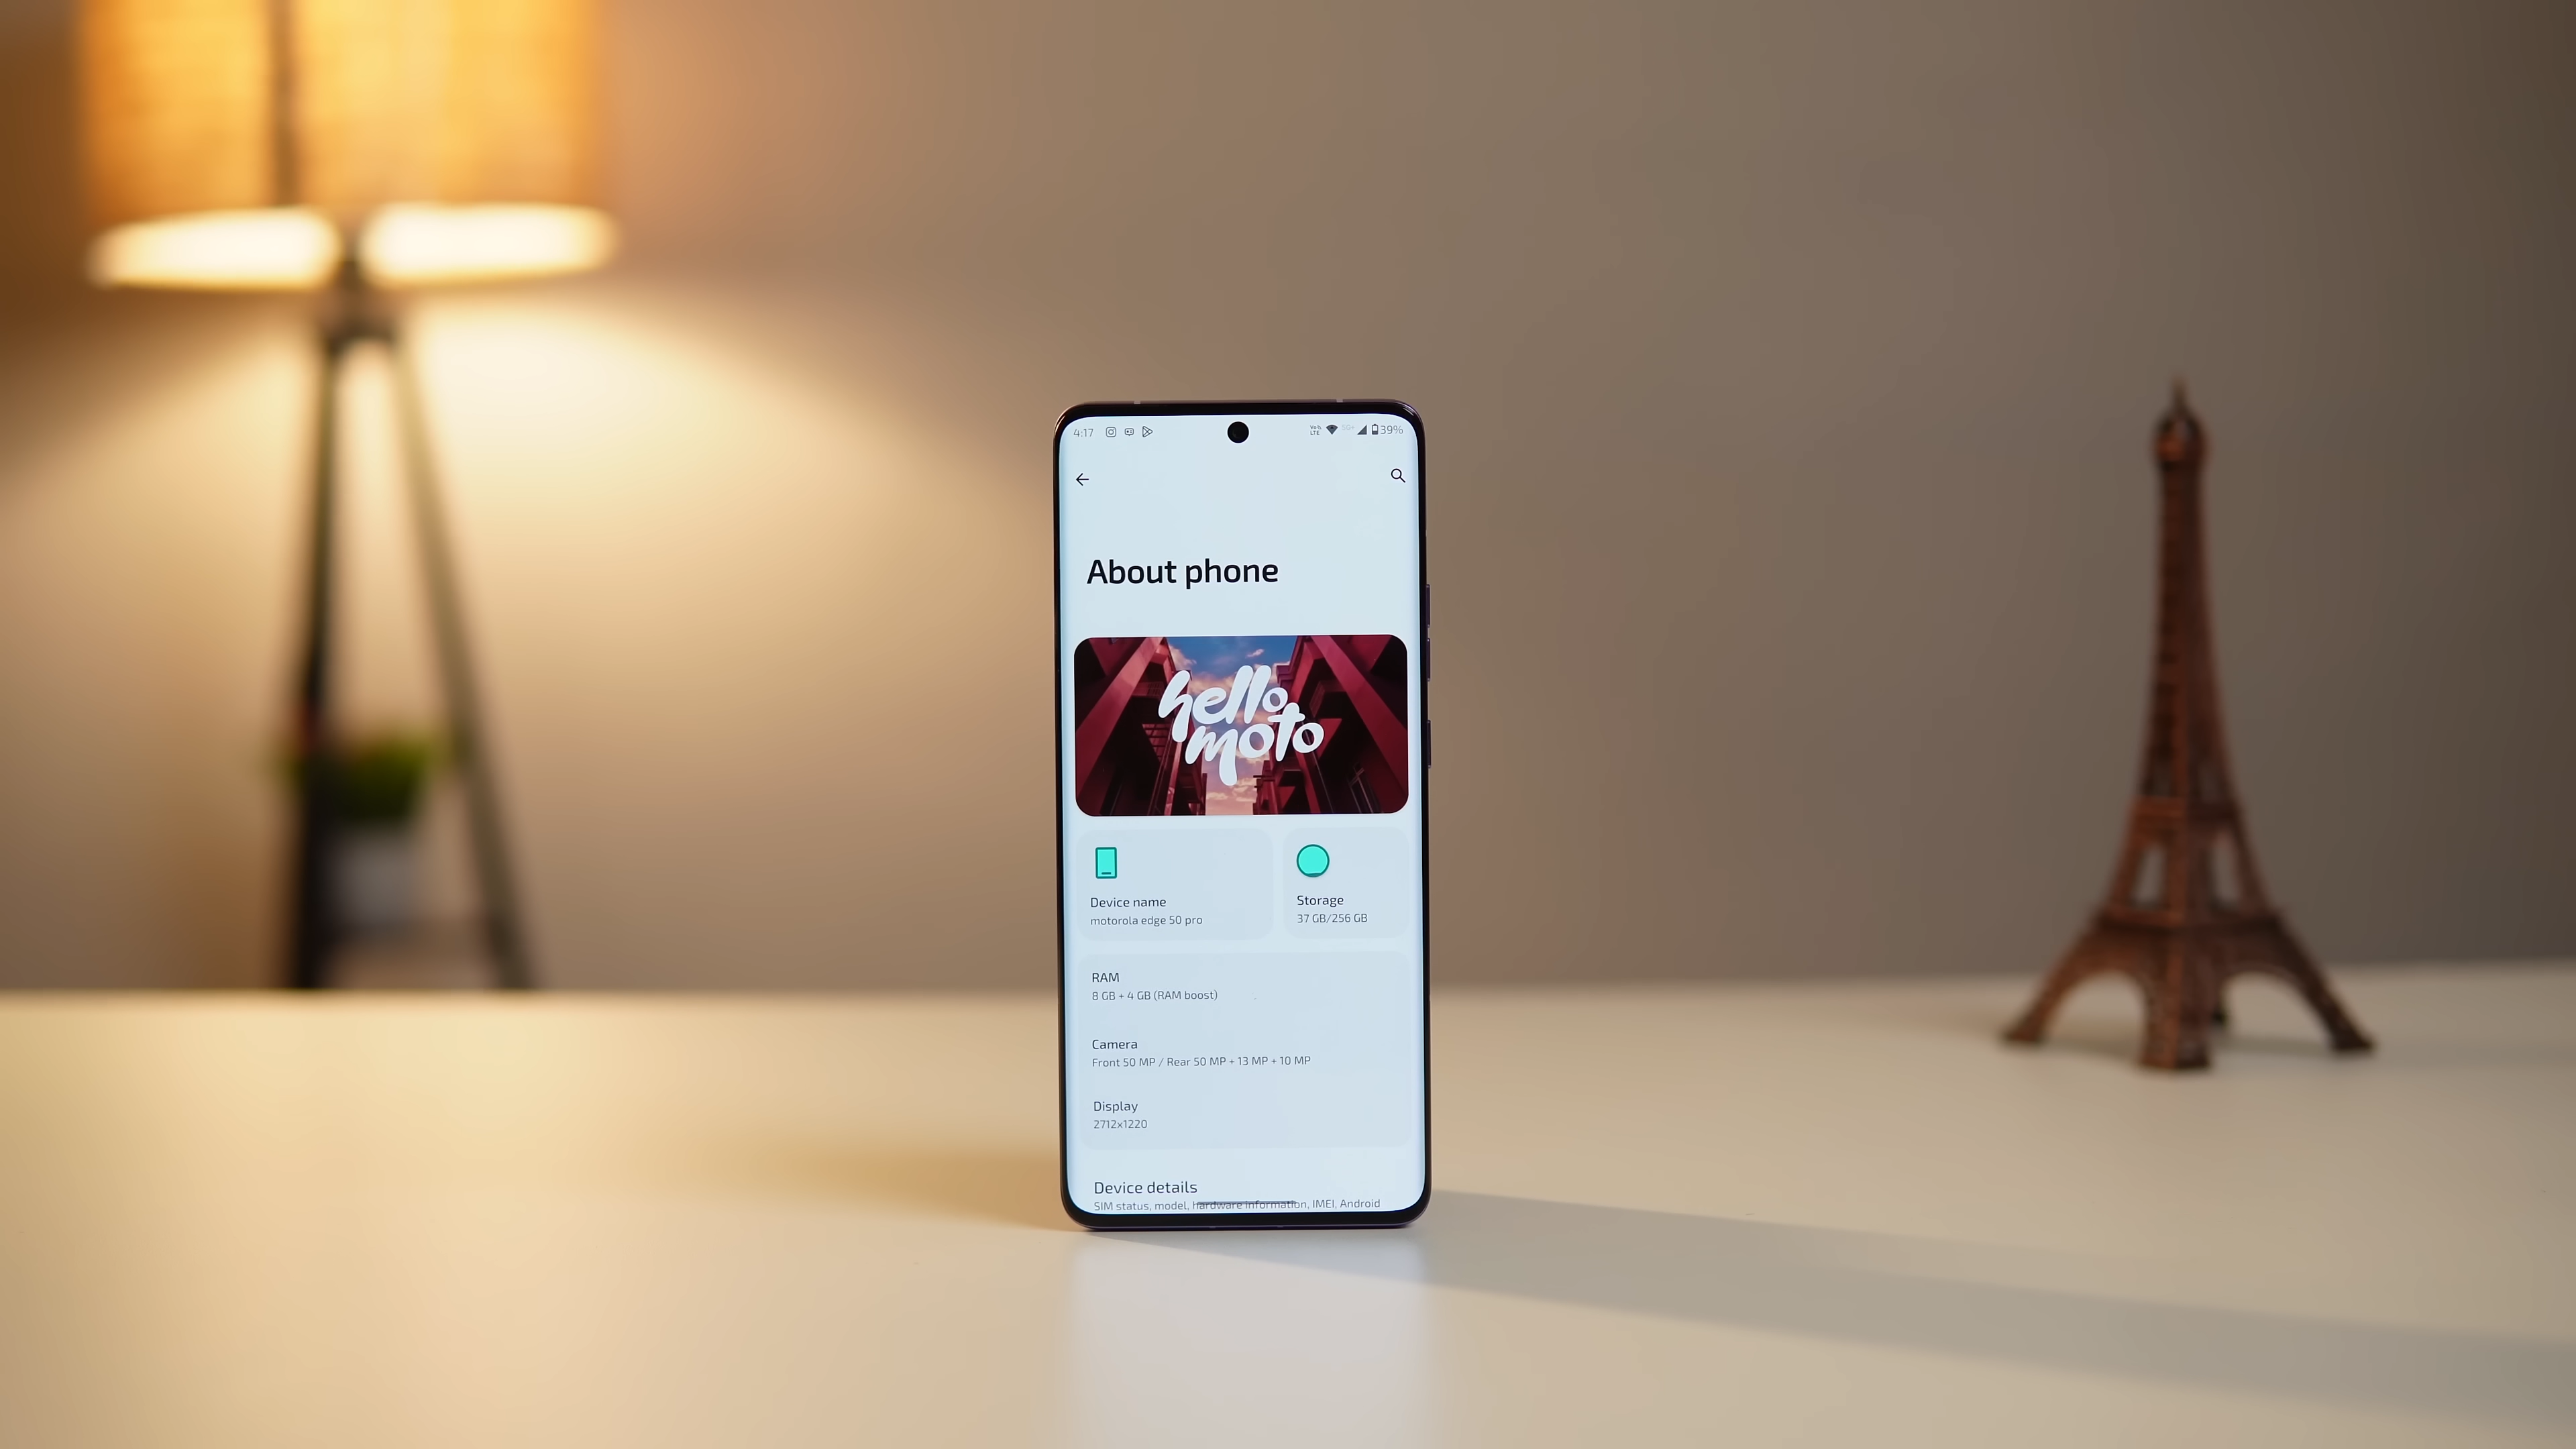 4:17 39%
About phone
hello
moto
Device name
motorola edge 50 pro
Storage
37 GB/256 GB
RAM
8 GB + 4 GB (RAM boost)
Camera
Front 50 MP / Rear 50 MP + 13 MP + 10 MP
Display
2712x1220
Device details
SIM status, model, hardware information, IMEI, Android